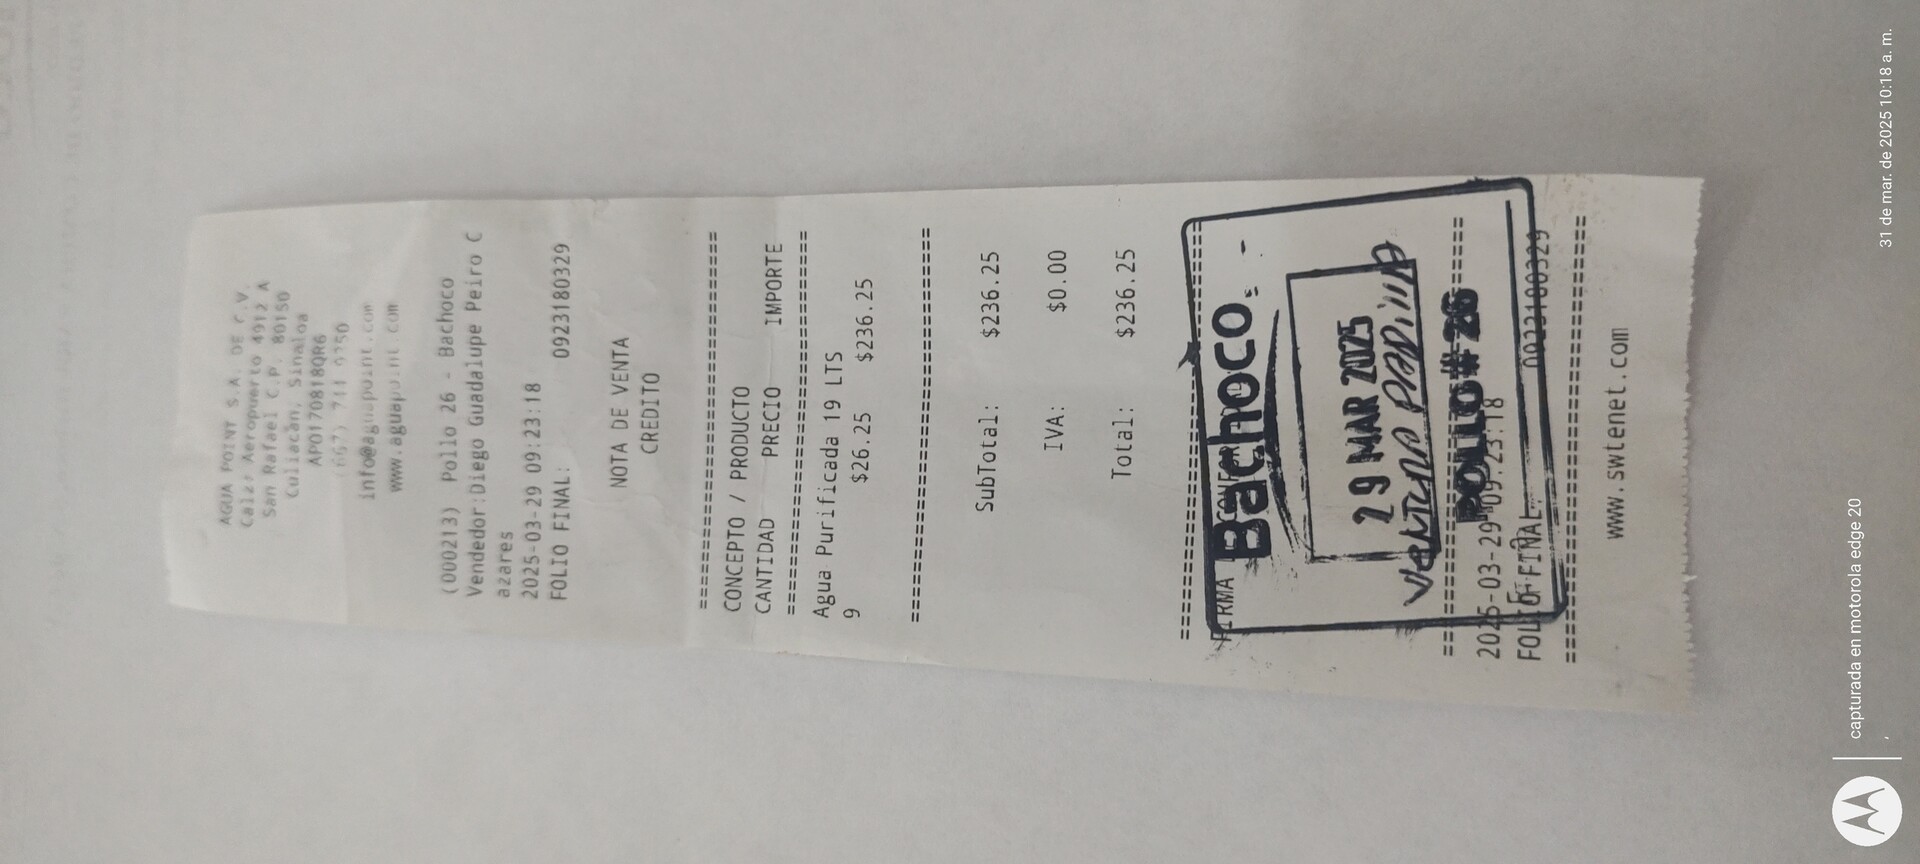 AGUA POINT S.A. DE C.V.
Calz. Aeropuerto 4912 A
San Rafael C.P. 80150
Culiacán, Sinaloa
APO170818QR6
(667) 711 0250
info@aguapoint.com
www.aguapoint.com
(000213) Pollo 26 - Bachoco
Vendedor:Diego Guadalupe Peiro C
azares
2025-03-29 09:23:18
FOLIO FINAL: 0923180329
NOTA DE VENTA
CREDITO
================================
CONCEPTO / PRODUCTO
CANTIDAD PRECIO IMPORTE
================================
Agua Purificada 19 LTS
9 $26.25 $236.25
================================
SubTotal: $236.25
IVA: $0.00
Total: $236.25
================================
FIRMA
Bachoco
29 MAR 2025
POLLO # 26
================================
2025-03-29 09:23:18
FOLIO FINAL: 0923180329
================================
www.swtenet.com
capturada en motorola edge 20
31 de mar. de 2025 10:18 a. m.